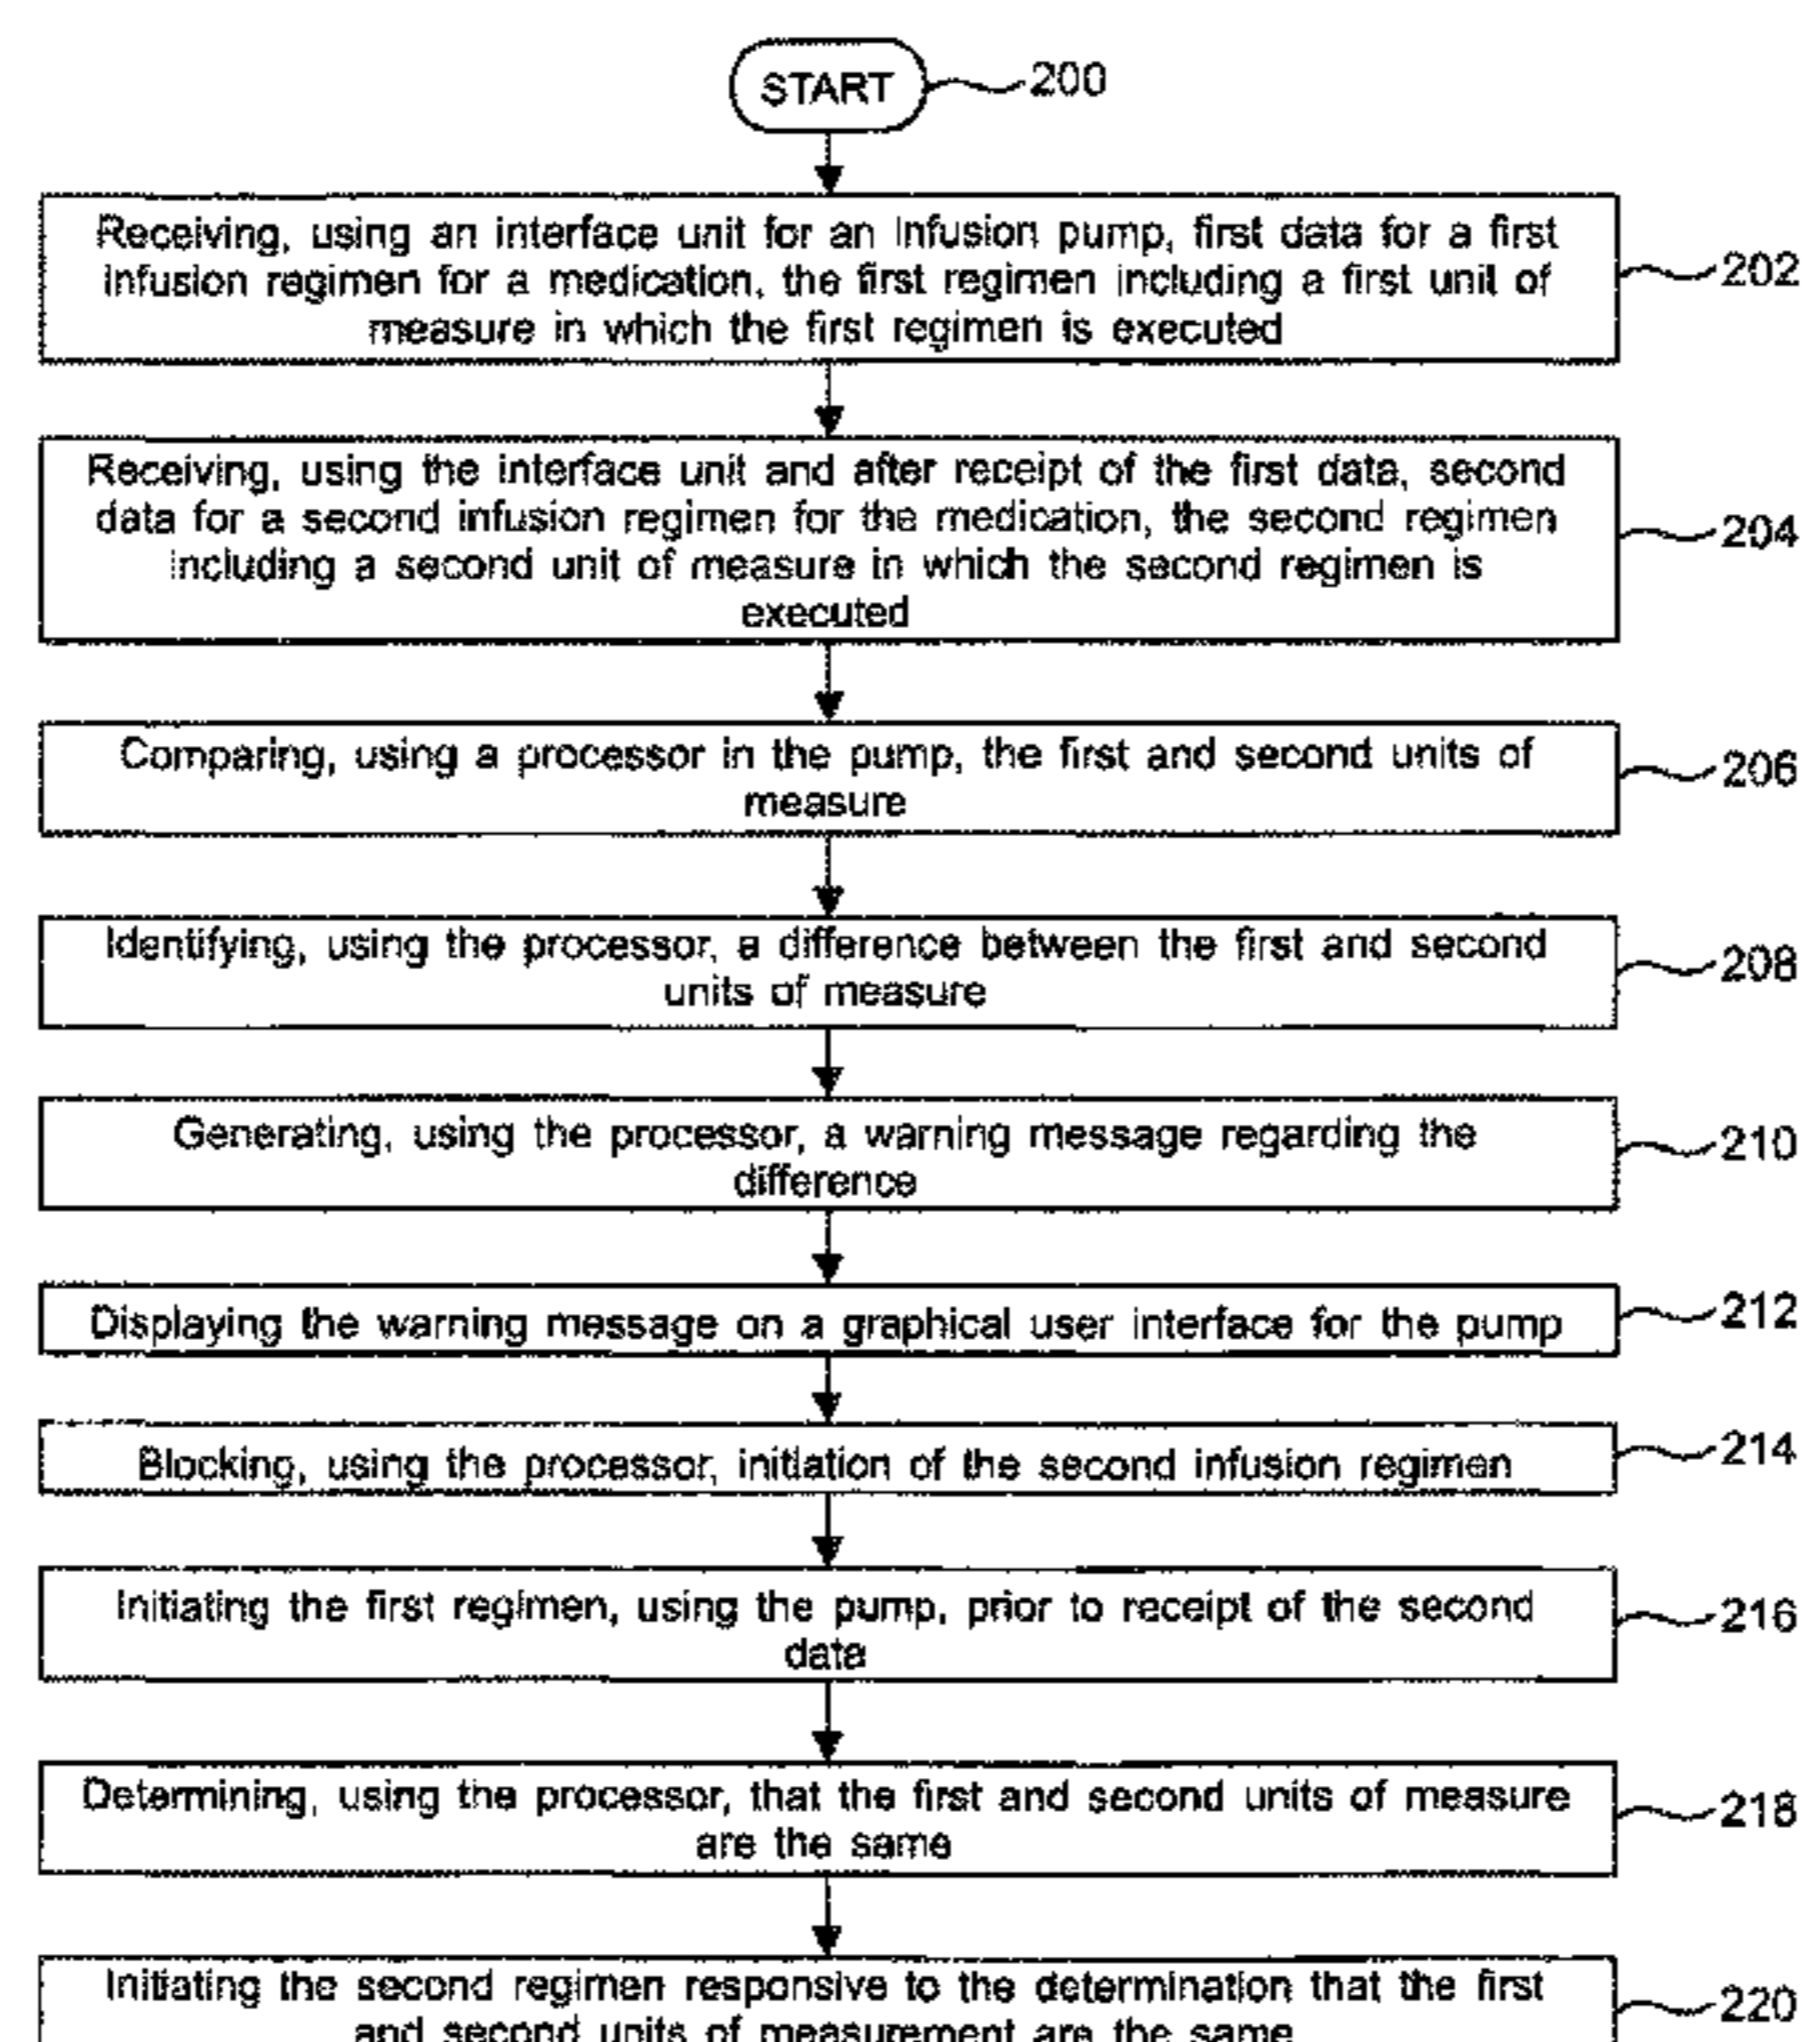 START
200
Receiving, using an interface unit for an Infusion pump, first data for a first
infusion regimen for a medication, the first regimen including a first unit of
measure in which the first regimen is executed
202
Receiving, using the interface unit and after receipt of the first data, second
data for a second infusion regimen for the medication, the second regimen
including a second unit of measure in which the second regimen is
executed
204
Comparing, using a processor in the pump, the first and second units of
measure
206
Identifying, using the processor, a difference between the first and second
units of measure
208
Generating, using the processor, a warning message regarding the
difference
210
Displaying the warning message on a graphical user interface for the pump
212
Blocking, using the processor, initiation of the second infusion regimen
214
Initiating the first regimen, using the pump, prior to receipt of the second
data
216
Determining, using the processor, that the first and second units of measure
are the same
218
Initiating the second regimen responsive to the determination that the first
and second units of measurement are the same
220